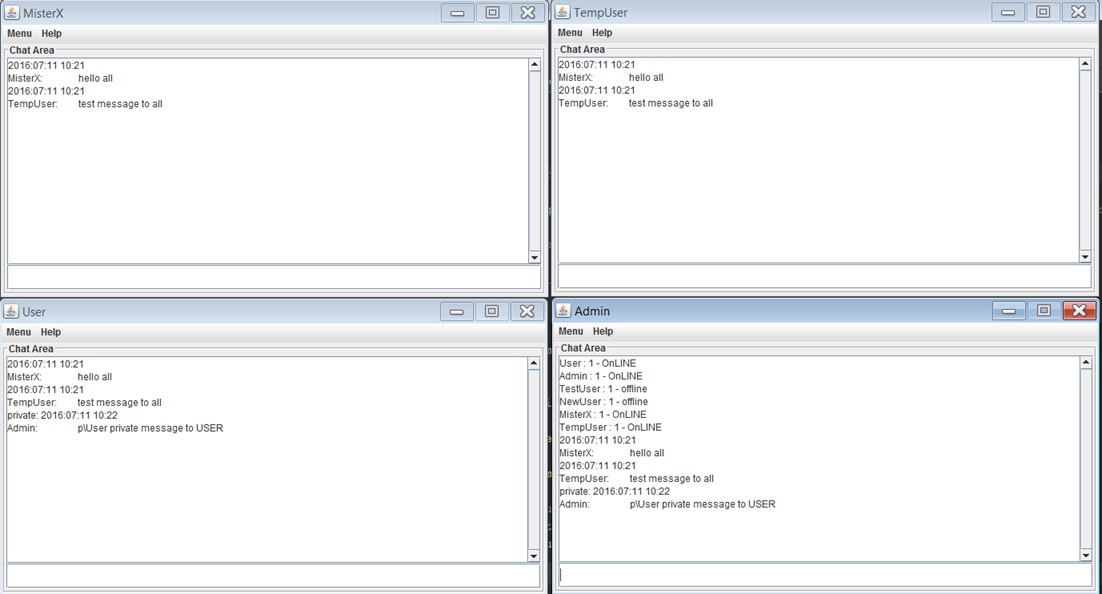 MisterX
Menu Help
Chat Area
2016:07:11 10:21
MisterX: hello all
2016:07:11 10:21
TempUser: test message to all
TempUser
Menu Help
Chat Area
2016:07:11 10:21
MisterX: hello all
2016:07:11 10:21
TempUser: test message to all
User
Menu Help
Chat Area
2016:07:11 10:21
MisterX: hello all
2016:07:11 10:21
TempUser: test message to all
private: 2016:07:11 10:22
Admin: p\User private message to USER
Admin
Menu Help
Chat Area
User : 1 - OnLINE
Admin : 1 - OnLINE
TestUser : 1 - offline
NewUser : 1 - offline
MisterX : 1 - OnLINE
TempUser : 1 - OnLINE
2016:07:11 10:21
MisterX: hello all
2016:07:11 10:21
TempUser: test message to all
private: 2016:07:11 10:22
Admin: p\User private message to USER